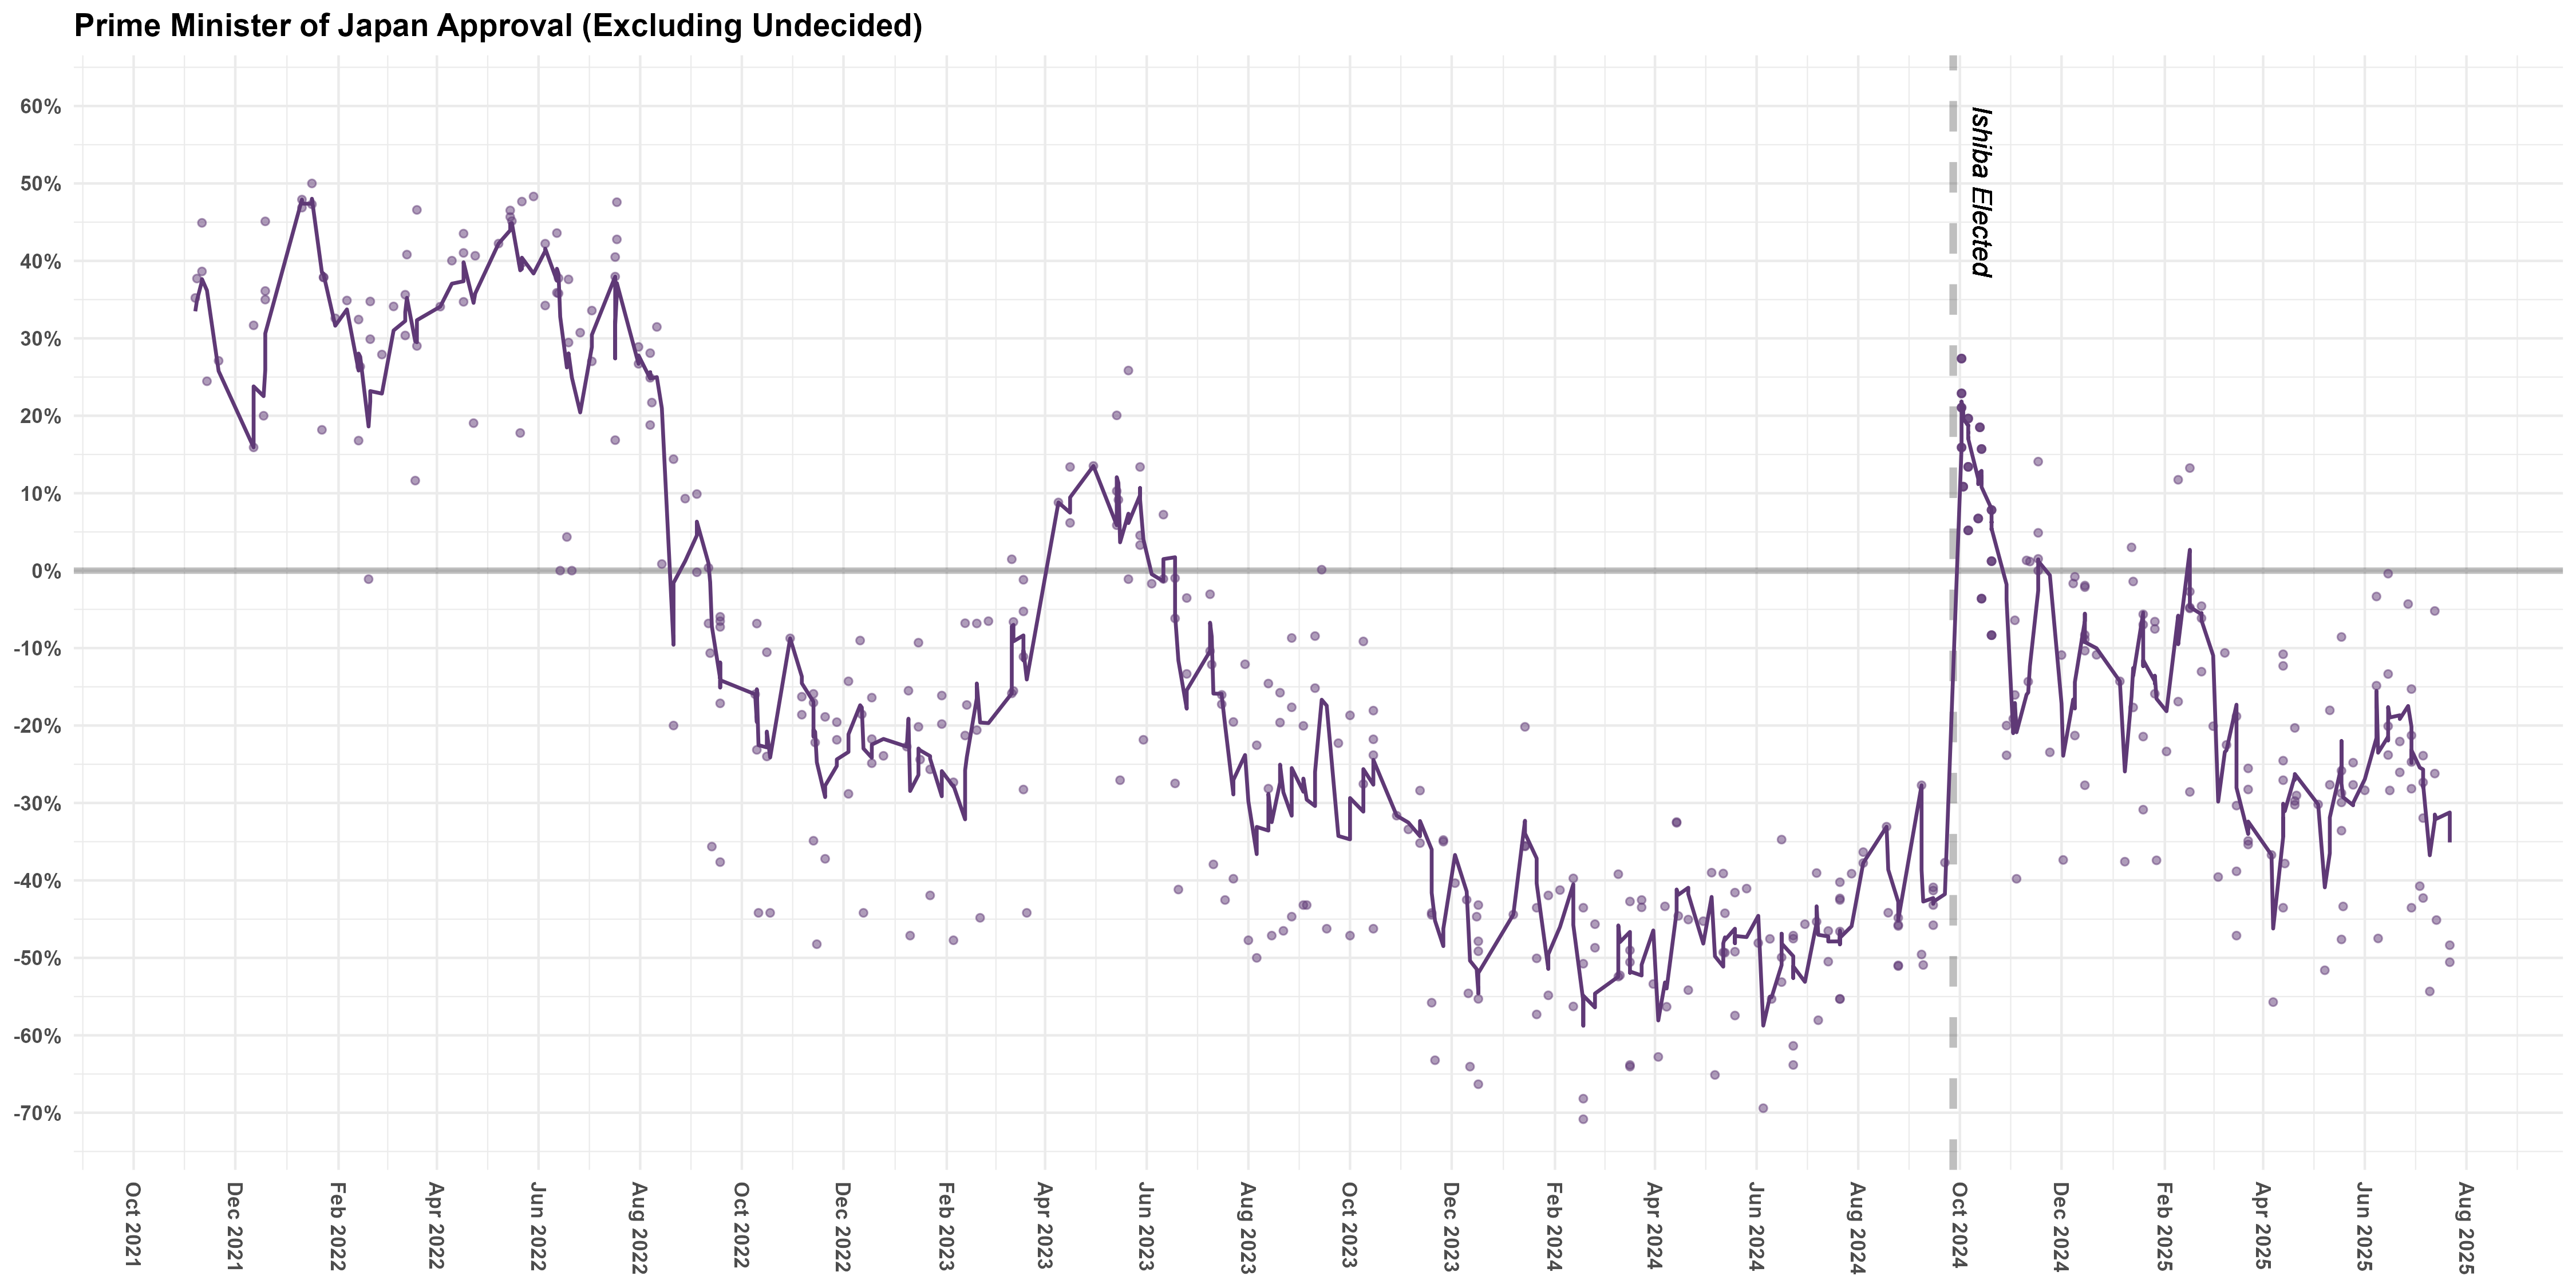 Prime Minister of Japan Approval (Excluding Undecided)
60%
50%
40%
30%
20%
10%
0%
-10%
-20%
-30%
-40%
-50%
-60%
-70%
Ishiba Elected
Oct 2021
Dec 2021
Feb 2022
Apr 2022
Jun 2022
Aug 2022
Oct 2022
Dec 2022
Feb 2023
Apr 2023
Jun 2023
Aug 2023
Oct 2023
Dec 2023
Feb 2024
Apr 2024
Jun 2024
Aug 2024
Oct 2024
Dec 2024
Feb 2025
Apr 2025
Jun 2025
Aug 2025